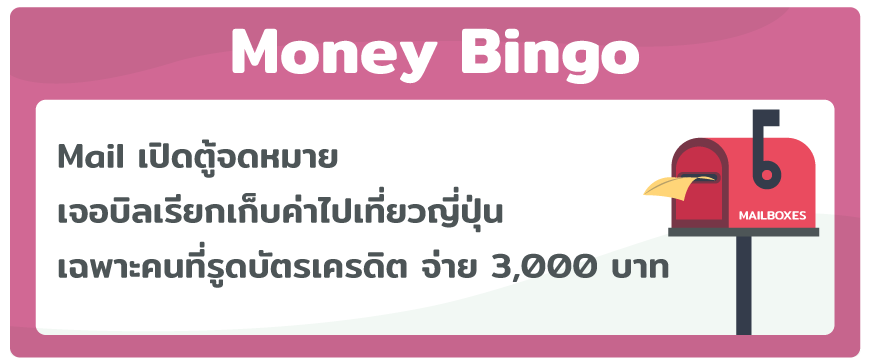 Money Bingo
Mail เปิดตู้จดหมาย
เจอบิลเรียกเก็บค่าไปเที่ยวญี่ปุ่น
เฉพาะคนที่รูดบัตรเครดิต จ่าย 3,000 บาท
MAILBOXES